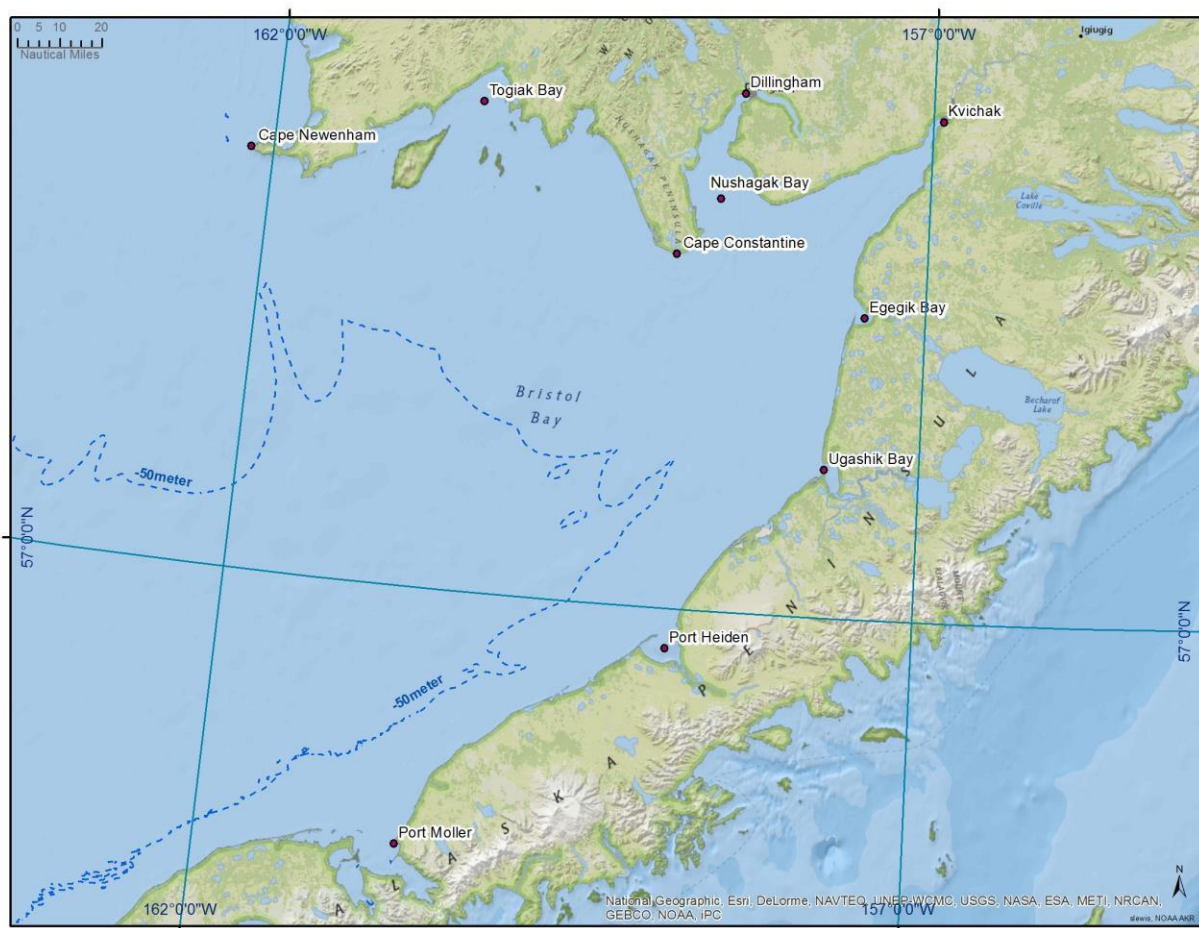 0 5 10 20
Nautical Miles
162°0'0"W
157°0'0"W
Igiugig
Togiak Bay
Dillingham
Kvichak
Cape Newenham
Nushagak Bay
Lake
Coville
Cape Constantine
Egegik Bay
Bristol
Bay
Becharof
Lake
-50meter
Ugashik Bay
57°0'0"N
57°0'0"N
Port Heiden
-50meter
Port Moller
ALASKA PENINSULA
162°0'0"W
157°0'0"W
National Geographic, Esri, DeLorme, NAVTEQ, UNEP-WCMC, USGS, NASA, ESA, METI, NRCAN,
GEBCO, NOAA, iPC
N
slewis, NOAA AKR